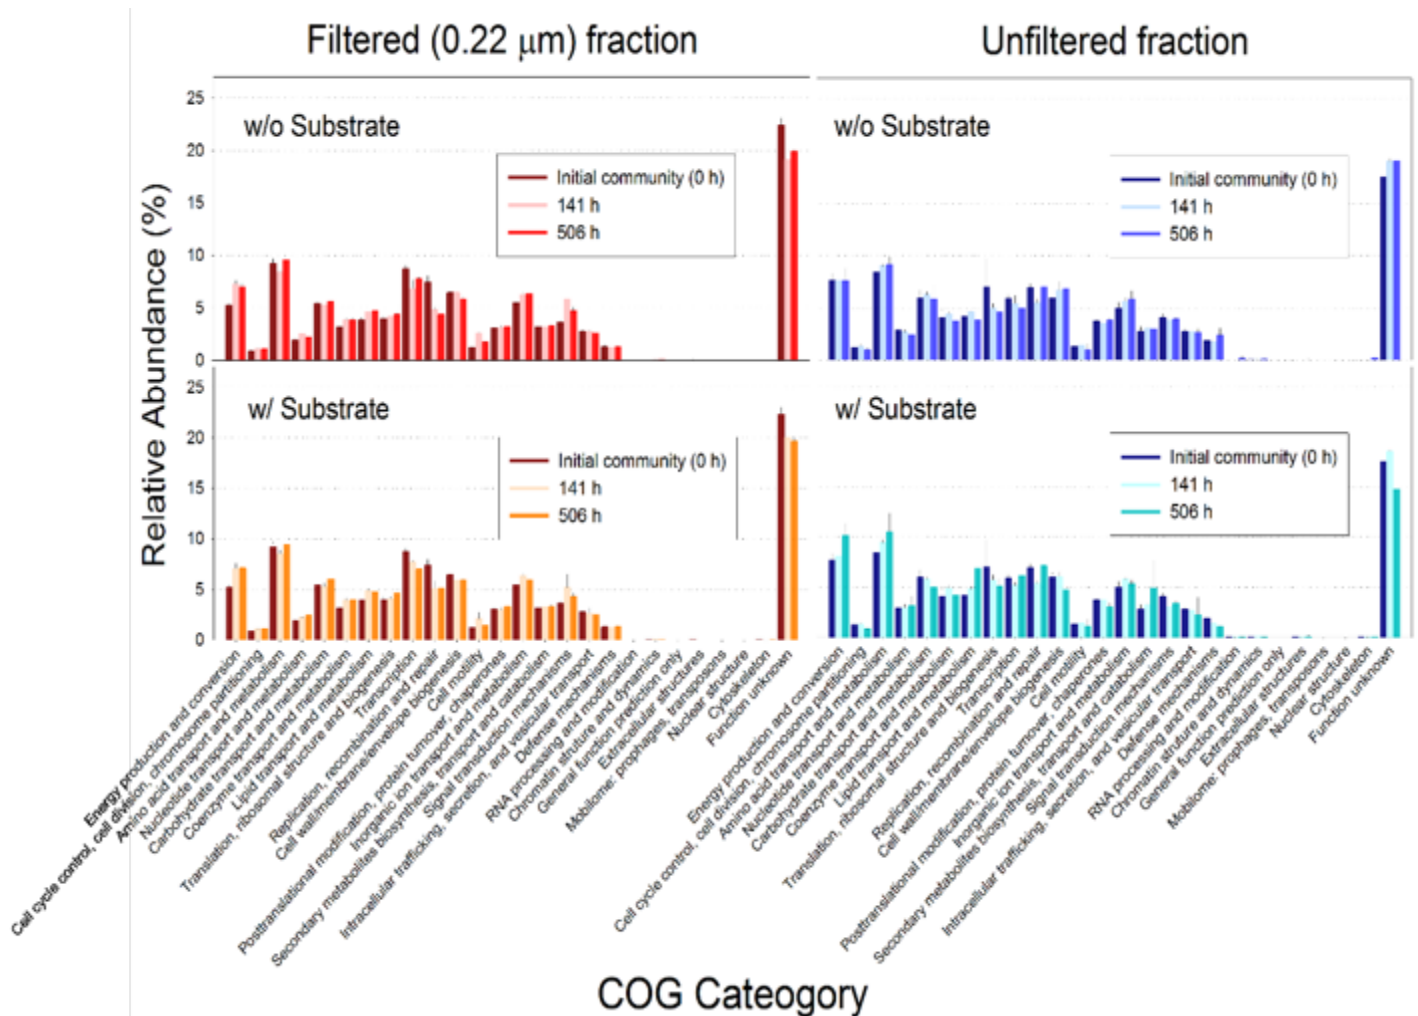 Filtered (0.22 μm) fraction
Unfiltered fraction
Relative Abundance (%)
25
20
15
10
5
0
w/o Substrate
Initial community (0 h)
141 h
506 h
w/o Substrate
Initial community (0 h)
141 h
506 h
25
20
15
10
5
0
w/ Substrate
Initial community (0 h)
141 h
506 h
w/ Substrate
Initial community (0 h)
141 h
506 h
Energy production and conversion
Cell cycle control, cell division, chromosome partitioning
Amino acid transport and metabolism
Nucleotide transport and metabolism
Carbohydrate transport and metabolism
Coenzyme transport and metabolism
Lipid transport and metabolism
Translation, ribosomal structure and biogenesis
Transcription
Replication, recombination and repair
Cell wall/membrane/envelope biogenesis
Cell motility
Posttranslational modification, protein turnover, chaperones
Inorganic ion transport and metabolism
Secondary metabolites biosynthesis, transport and catabolism
Signal transduction mechanisms
Intracellular trafficking, secretion, and vesicular transport
Defense mechanisms
RNA processing and modification
Chromatin struture and dynamics
General function prediction only
Extracellular structures
Mobilome: prophages, transposons
Nuclear structure
Cytoskeleton
Function unknown
Energy production and conversion
Cell cycle control, cell division, chromosome partitioning
Amino acid transport and metabolism
Nucleotide transport and metabolism
Carbohydrate transport and metabolism
Coenzyme transport and metabolism
Lipid transport and metabolism
Translation, ribosomal structure and biogenesis
Transcription
Replication, recombination and repair
Cell wall/membrane/envelope biogenesis
Cell motility
Posttranslational modification, protein turnover, chaperones
Inorganic ion transport and metabolism
Secondary metabolites biosynthesis, transport and catabolism
Signal transduction mechanisms
Intracellular trafficking, secretion, and vesicular transport
Defense mechanisms
RNA processing and modification
Chromatin struture and dynamics
General function prediction only
Extracellular structures
Mobilome: prophages, transposons
Nuclear structure
Cytoskeleton
Function unknown
COG Cateogory